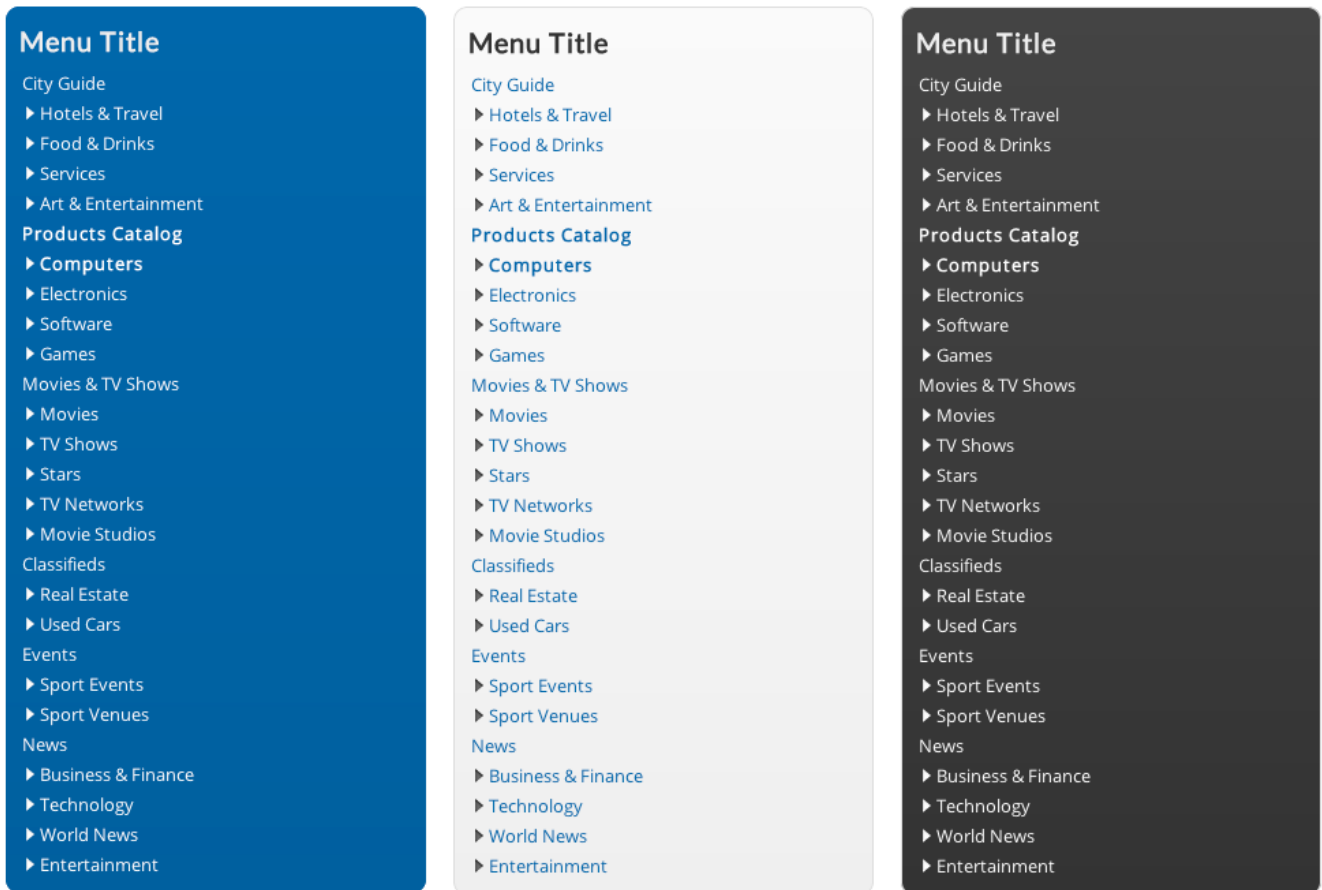 Menu Title
City Guide
Hotels & Travel
Food & Drinks
Services
Art & Entertainment
Products Catalog
Computers
Electronics
Software
Games
Movies & TV Shows
Movies
TV Shows
Stars
TV Networks
Movie Studios
Classifieds
Real Estate
Used Cars
Events
Sport Events
Sport Venues
News
Business & Finance
Technology
World News
Entertainment
Menu Title
City Guide
Hotels & Travel
Food & Drinks
Services
Art & Entertainment
Products Catalog
Computers
Electronics
Software
Games
Movies & TV Shows
Movies
TV Shows
Stars
TV Networks
Movie Studios
Classifieds
Real Estate
Used Cars
Events
Sport Events
Sport Venues
News
Business & Finance
Technology
World News
Entertainment
Menu Title
City Guide
Hotels & Travel
Food & Drinks
Services
Art & Entertainment
Products Catalog
Computers
Electronics
Software
Games
Movies & TV Shows
Movies
TV Shows
Stars
TV Networks
Movie Studios
Classifieds
Real Estate
Used Cars
Events
Sport Events
Sport Venues
News
Business & Finance
Technology
World News
Entertainment